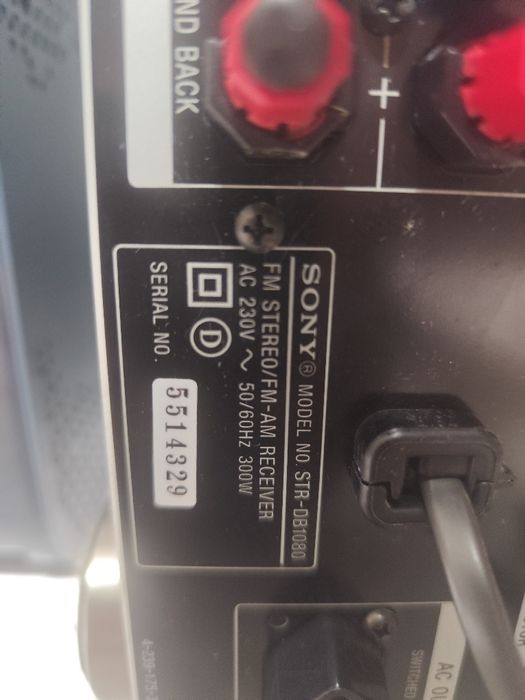 ND BACK
SONY® MODEL NO. STR-DB1080
FM STEREO/FM-AM RECEIVER
AC 230V ~ 50/60Hz 300W
D
SERIAL NO. 5514329
AC OU
SWITCHED